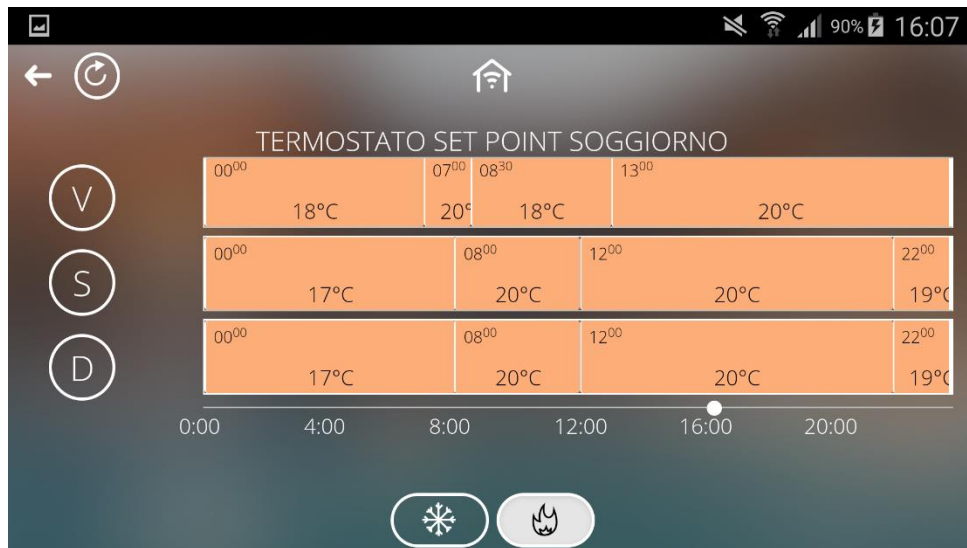 90% 16:07
TERMOSTATO SET POINT SOGGIORNO
V
00⁰⁰ 07⁰⁰ 08³⁰ 13⁰⁰
18°C 20° 18°C 20°C
S
00⁰⁰ 08⁰⁰ 12⁰⁰ 22⁰⁰
17°C 20°C 20°C 19°C
D
00⁰⁰ 08⁰⁰ 12⁰⁰ 22⁰⁰
17°C 20°C 20°C 19°C
0:00 4:00 8:00 12:00 16:00 20:00